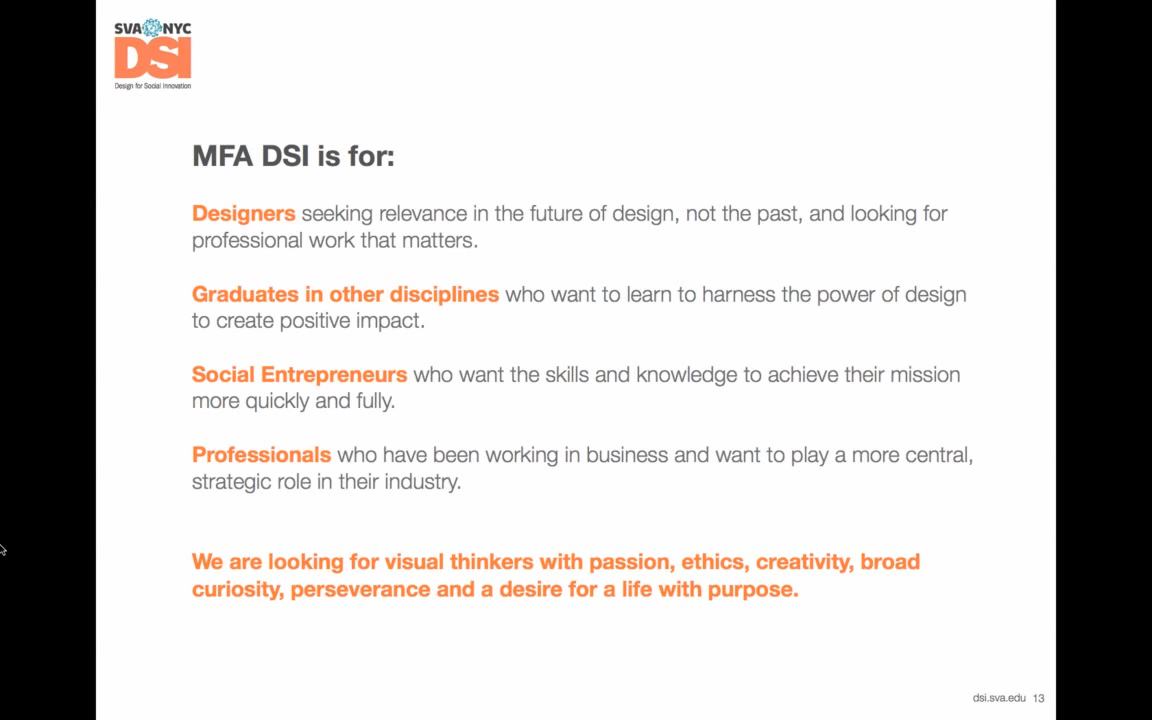 SVA NYC
DSI
Design for Social Innovation
MFA DSI is for:
Designers seeking relevance in the future of design, not the past, and looking for
professional work that matters.
Graduates in other disciplines who want to learn to harness the power of design
to create positive impact.
Social Entrepreneurs who want the skills and knowledge to achieve their mission
more quickly and fully.
Professionals who have been working in business and want to play a more central,
strategic role in their industry.
We are looking for visual thinkers with passion, ethics, creativity, broad
curiosity, perseverance and a desire for a life with purpose.
dsi.sva.edu 13